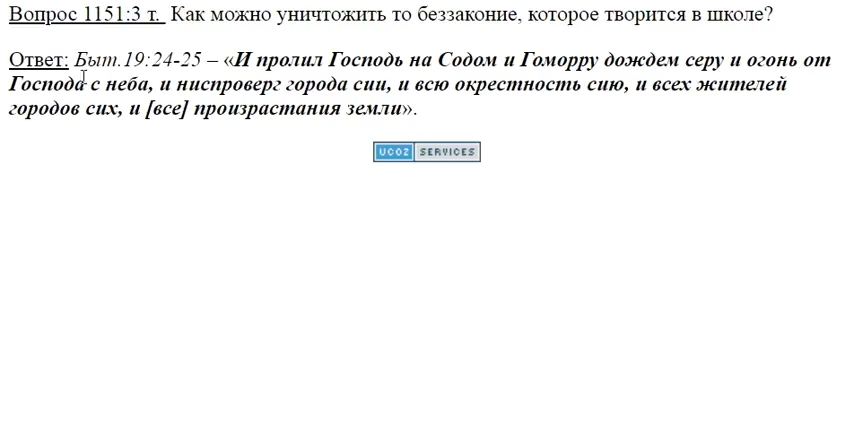 Вопрос 1151:3 т.  Как можно уничтожить то беззаконие, которое творится в школе?
Ответ: Быт.19:24-25 – «И пролил Господь на Содом и Гоморру дождем серу и огонь от
Господа с неба, и ниспроверг города сии, и всю окрестность сию, и всех жителей
городов сих, и [все] произрастания земли».
UCOZ SERVICES